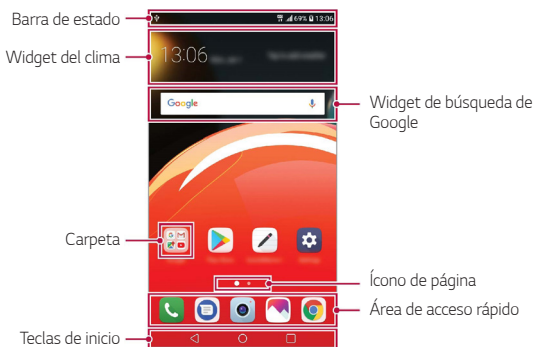 Barra de estado
69% 13:06
Widget del clima
13:06
Google
Widget de búsqueda de
Google
Carpeta
Ícono de página
Área de acceso rápido
Teclas de inicio